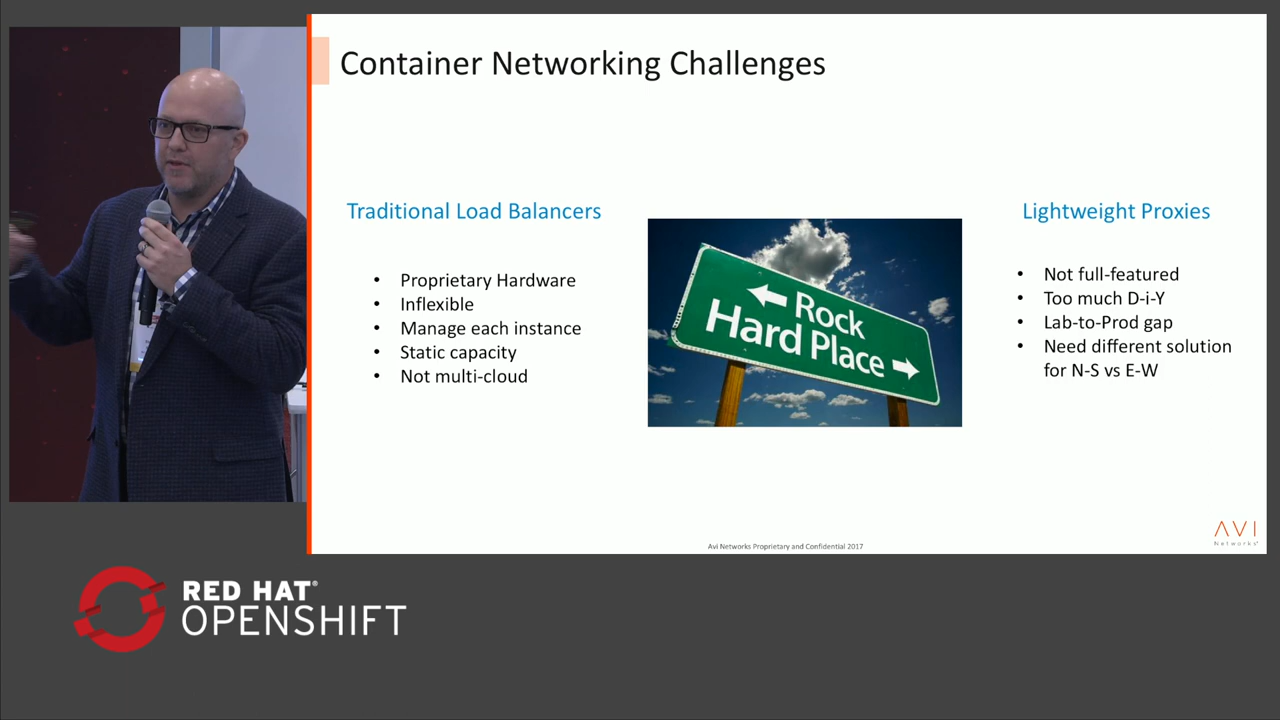 Container Networking Challenges
Traditional Load Balancers
• Proprietary Hardware
• Inflexible
• Manage each instance
• Static capacity
• Not multi-cloud
Rock
Hard Place
Lightweight Proxies
• Not full-featured
• Too much D-i-Y
• Lab-to-Prod gap
• Need different solution
for N-S vs E-W
AVI
Networks
Avi Networks Proprietary and Confidential 2017
RED HAT®
OPENSHIFT